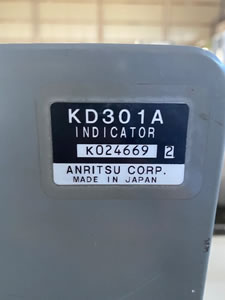 KD301A
INDICATOR
K024669 2
ANRITSU CORP.
MADE IN JAPAN